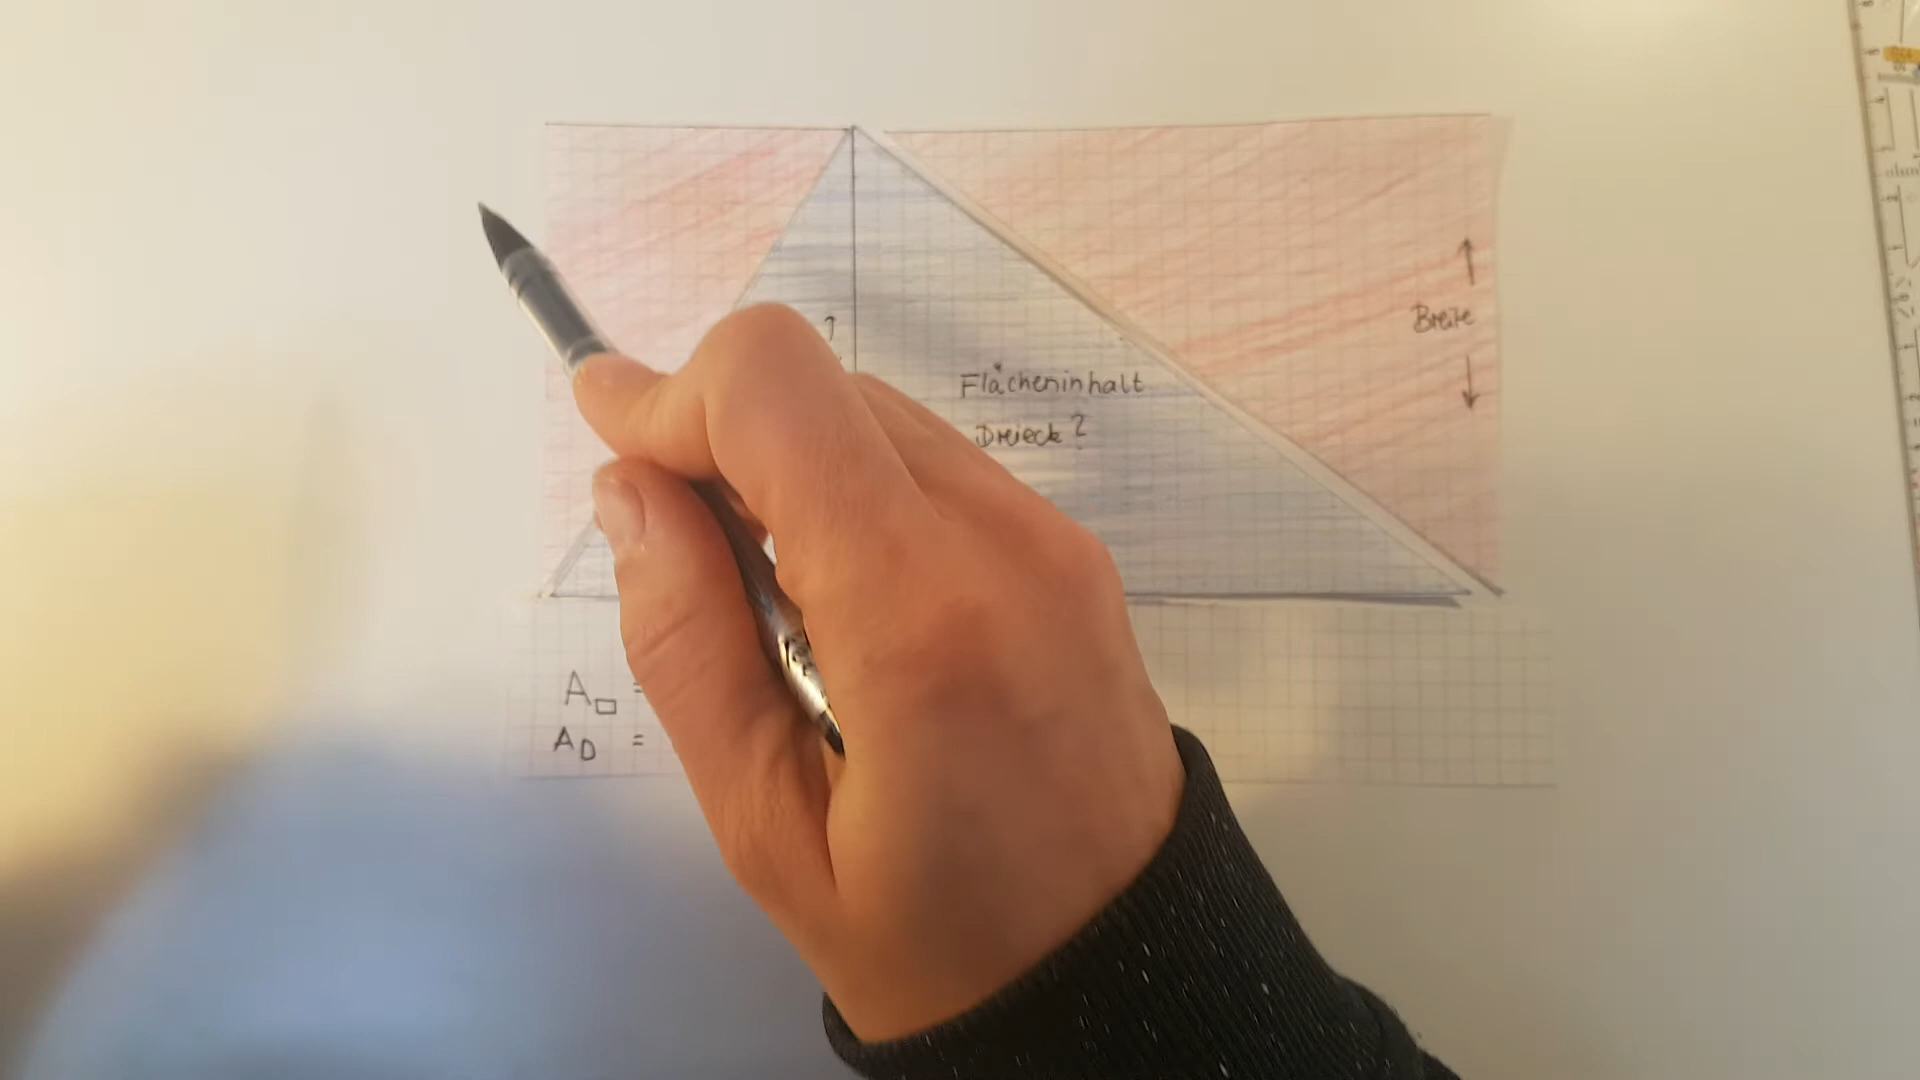 Breite
Flächeninhalt
Dreieck?
A▭ =
AD =